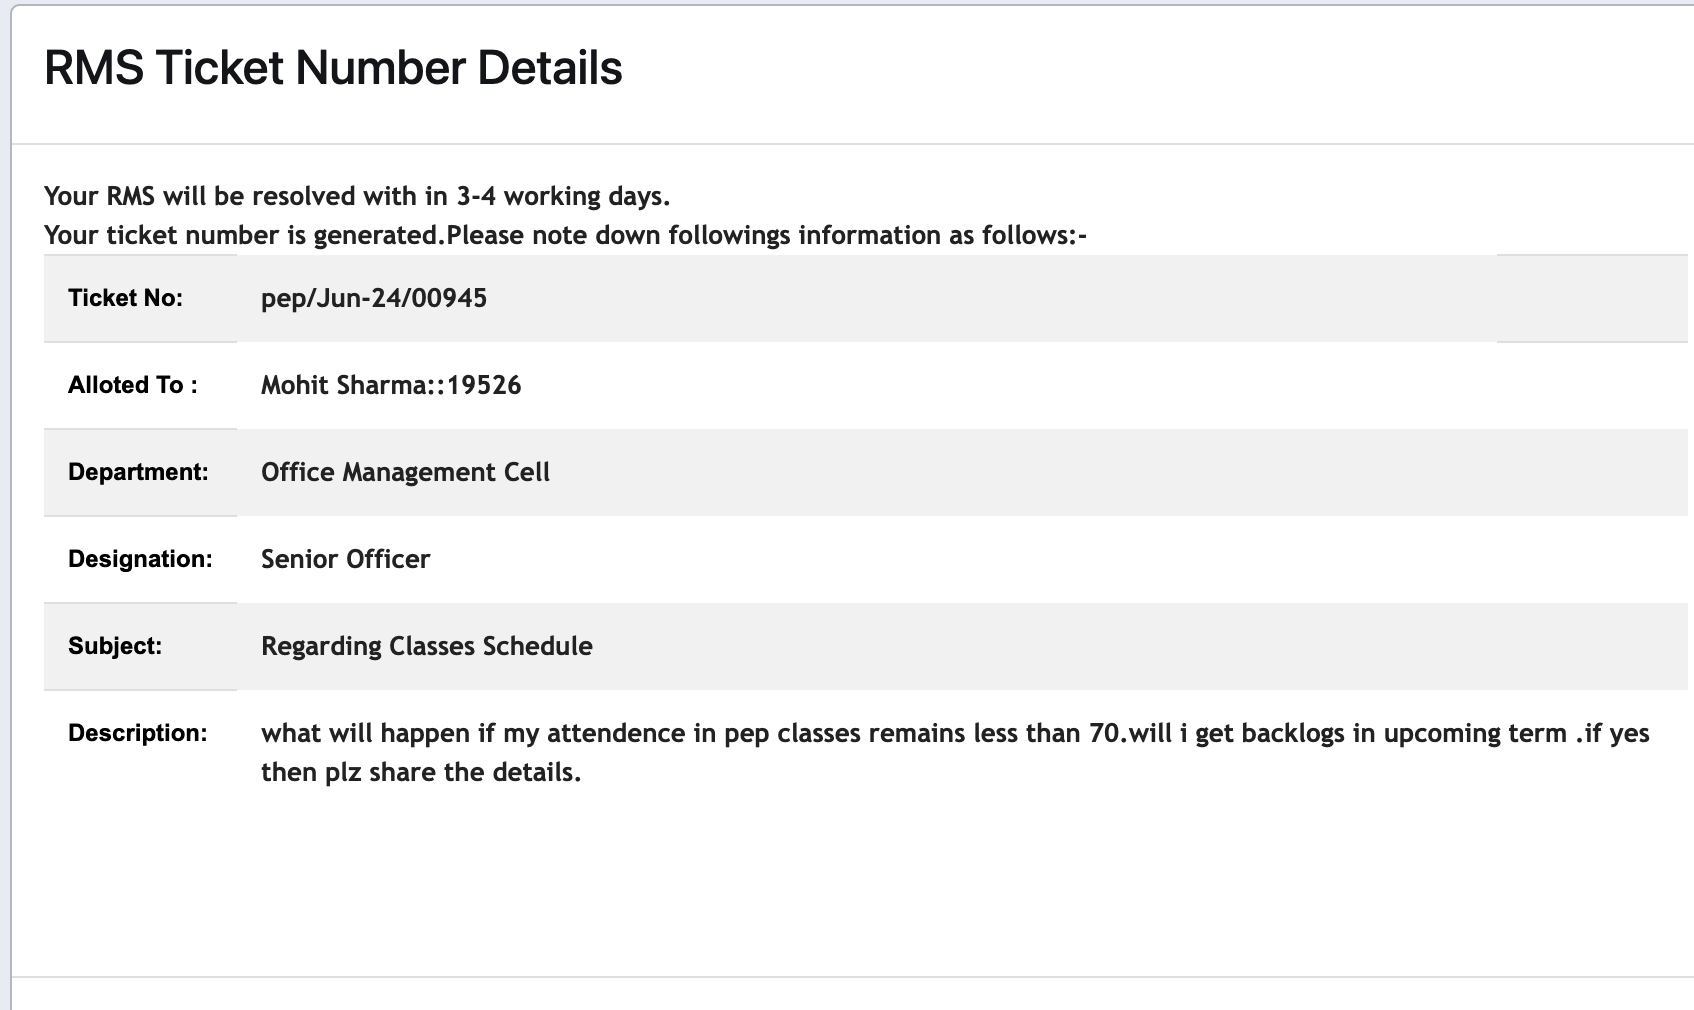 RMS Ticket Number Details
Your RMS will be resolved with in 3-4 working days.
Your ticket number is generated.Please note down followings information as follows:-
Ticket No: pep/Jun-24/00945
Alloted To : Mohit Sharma::19526
Department: Office Management Cell
Designation: Senior Officer
Subject: Regarding Classes Schedule
Description: what will happen if my attendence in pep classes remains less than 70.will i get backlogs in upcoming term .if yes
then plz share the details.